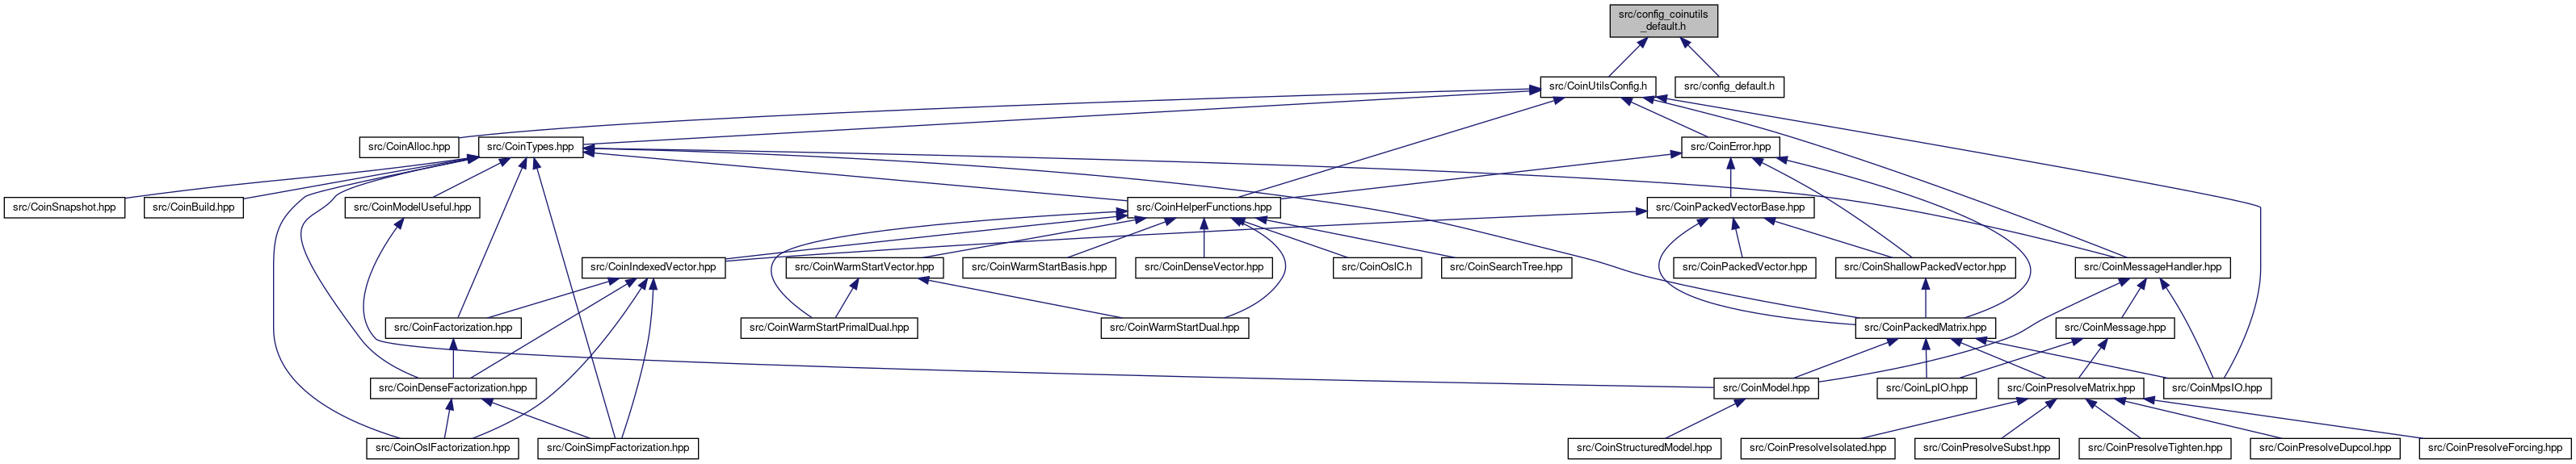 src/config_coinutils
_default.h
src/CoinUtilsConfig.h
src/config_default.h
src/CoinAlloc.hpp
src/CoinTypes.hpp
src/CoinError.hpp
src/CoinSnapshot.hpp
src/CoinBuild.hpp
src/CoinModelUseful.hpp
src/CoinHelperFunctions.hpp
src/CoinPackedVectorBase.hpp
src/CoinIndexedVector.hpp
src/CoinWarmStartVector.hpp
src/CoinWarmStartBasis.hpp
src/CoinDenseVector.hpp
src/CoinOslC.h
src/CoinSearchTree.hpp
src/CoinPackedVector.hpp
src/CoinShallowPackedVector.hpp
src/CoinMessageHandler.hpp
src/CoinFactorization.hpp
src/CoinWarmStartPrimalDual.hpp
src/CoinWarmStartDual.hpp
src/CoinPackedMatrix.hpp
src/CoinMessage.hpp
src/CoinDenseFactorization.hpp
src/CoinModel.hpp
src/CoinLpIO.hpp
src/CoinPresolveMatrix.hpp
src/CoinMpsIO.hpp
src/CoinOslFactorization.hpp
src/CoinSimpFactorization.hpp
src/CoinStructuredModel.hpp
src/CoinPresolveIsolated.hpp
src/CoinPresolveSubst.hpp
src/CoinPresolveTighten.hpp
src/CoinPresolveDupcol.hpp
src/CoinPresolveForcing.hpp